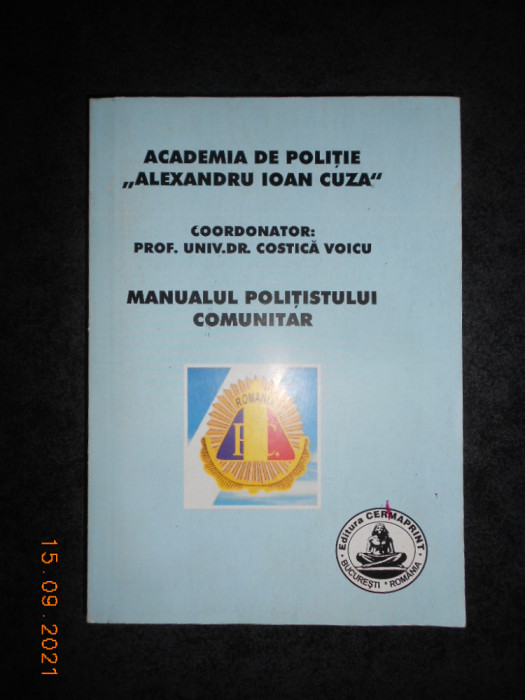 ACADEMIA DE POLIȚIE
„ALEXANDRU IOAN CUZA“
COORDONATOR:
PROF. UNIV.DR. COSTICĂ VOICU
MANUALUL POLIȚISTULUI
COMUNITAR
ROMANIA
P.C.
Editura CERMAPRINT
BUCUREȘTI * ROMÂNIA
15.09.2021